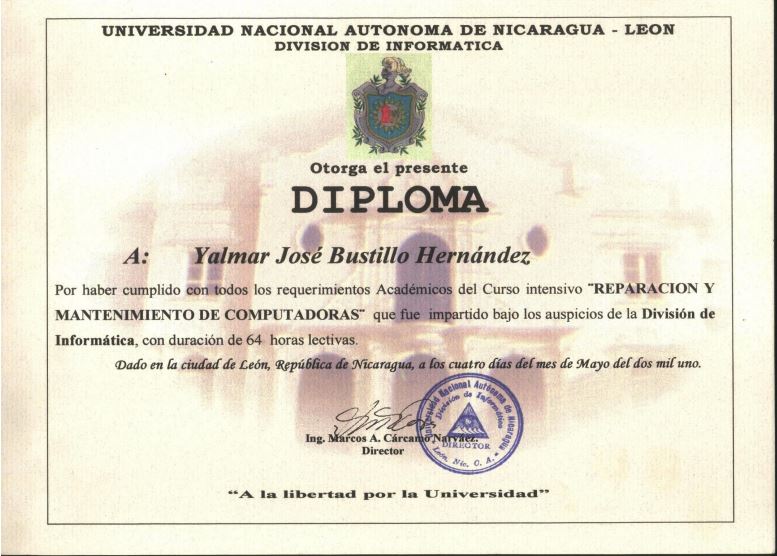 UNIVERSIDAD NACIONAL AUTONOMA DE NICARAGUA - LEON
DIVISION DE INFORMATICA
Otorga el presente
DIPLOMA
A: Yalmar José Bustillo Hernández
Por haber cumplido con todos los requerimientos Académicos del Curso intensivo "REPARACION Y
MANTENIMIENTO DE COMPUTADORAS" que fue impartido bajo los auspicios de la División de
Informática, con duración de 64 horas lectivas.
Dado en la ciudad de León, República de Nicaragua, a los cuatro días del mes de Mayo del dos mil uno.
Universidad Nacional Autónoma de Nicaragua
División de Informática
DIRECTOR
León, Nic. C. A.
Ing. Marcos A. Cárcamo Narváez.
Director
"A la libertad por la Universidad"